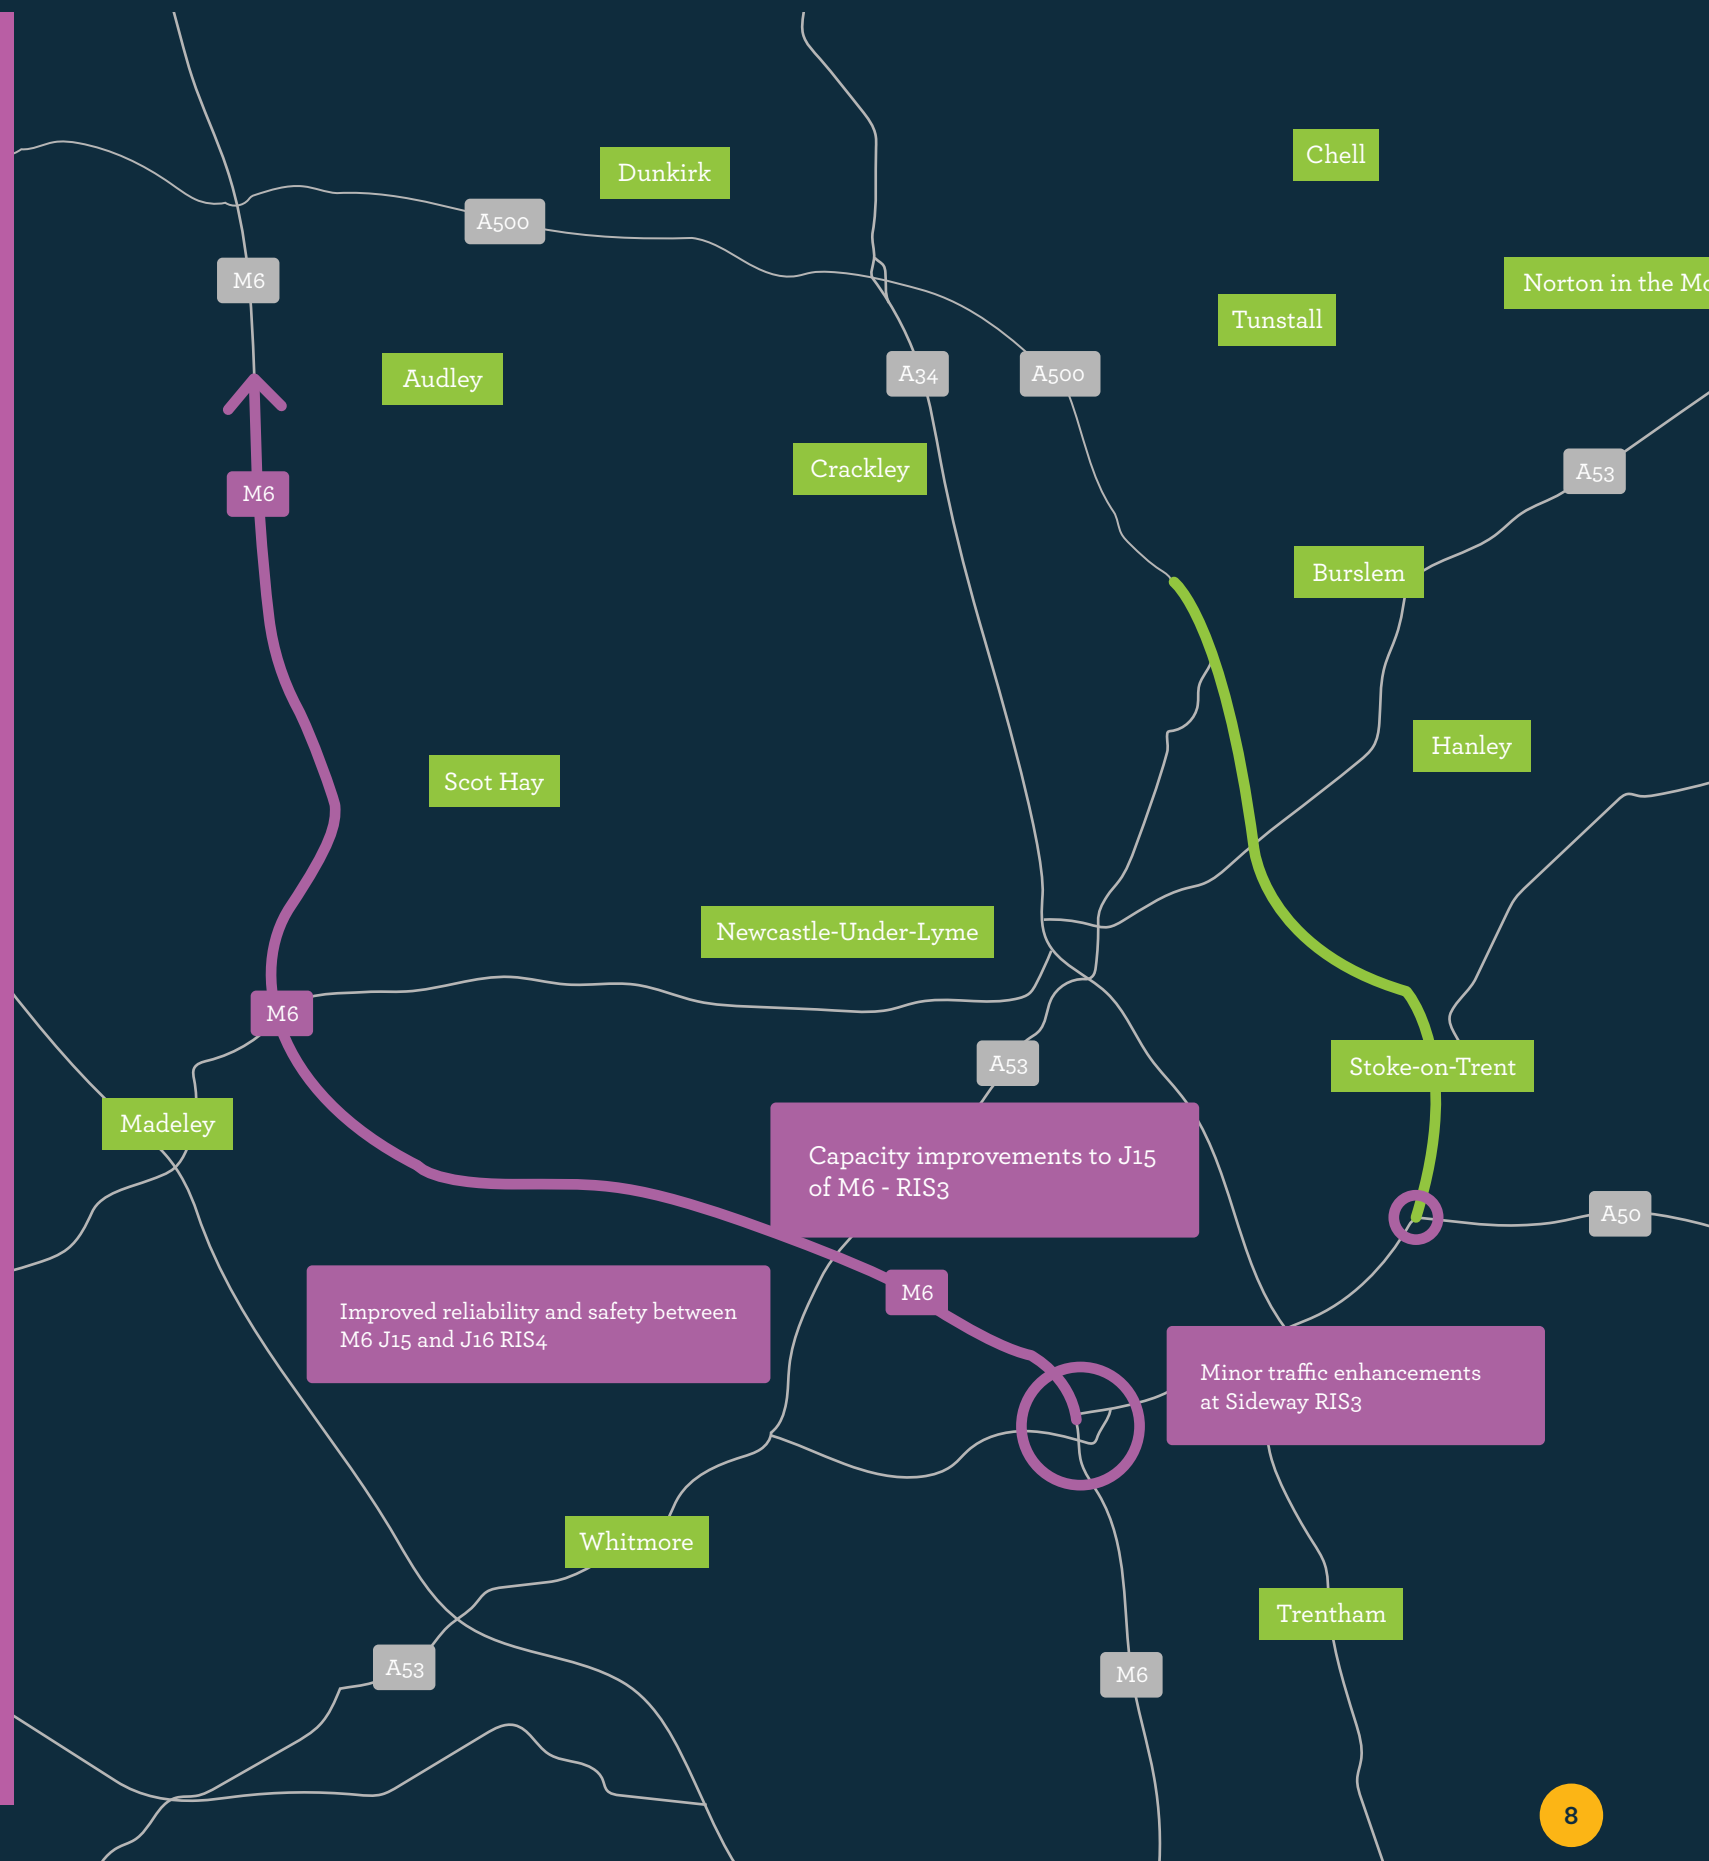 Chell
Dunkirk
A500
M6
Norton in the
Tunstall
Audley
A34
A500
Crackley
A53
M6
Burslem
Hanley
Scot Hay
Newcastle-Under-Lyme
M6
A53
Stoke-on-Trent
Madeley
Capacity improvements to J15
of M6 - RIS3
A50
M6
Improved reliability and safety between
M6 J15 and J16 RIS4
Minor traffic enhancements
at Sideway RIS3
Whitmore
Trentham
A53
M6
8